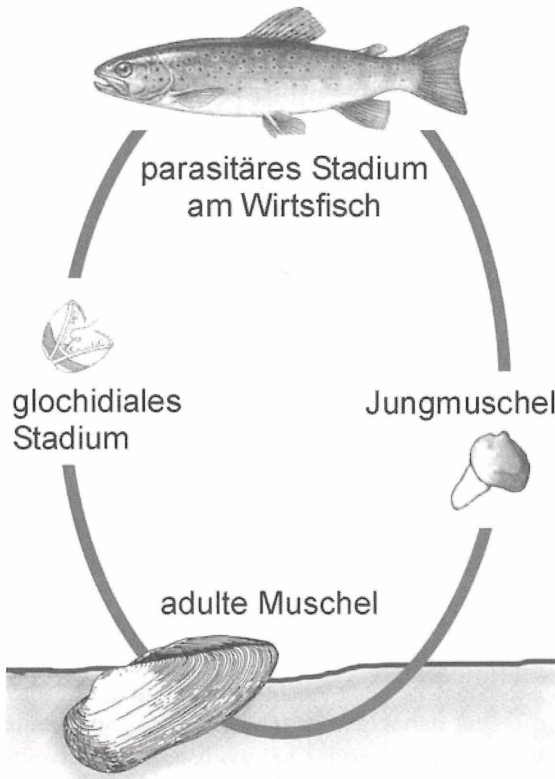 parasitäres Stadium
am Wirtsfisch
glochidiales
Stadium
Jungmuschel
adulte Muschel